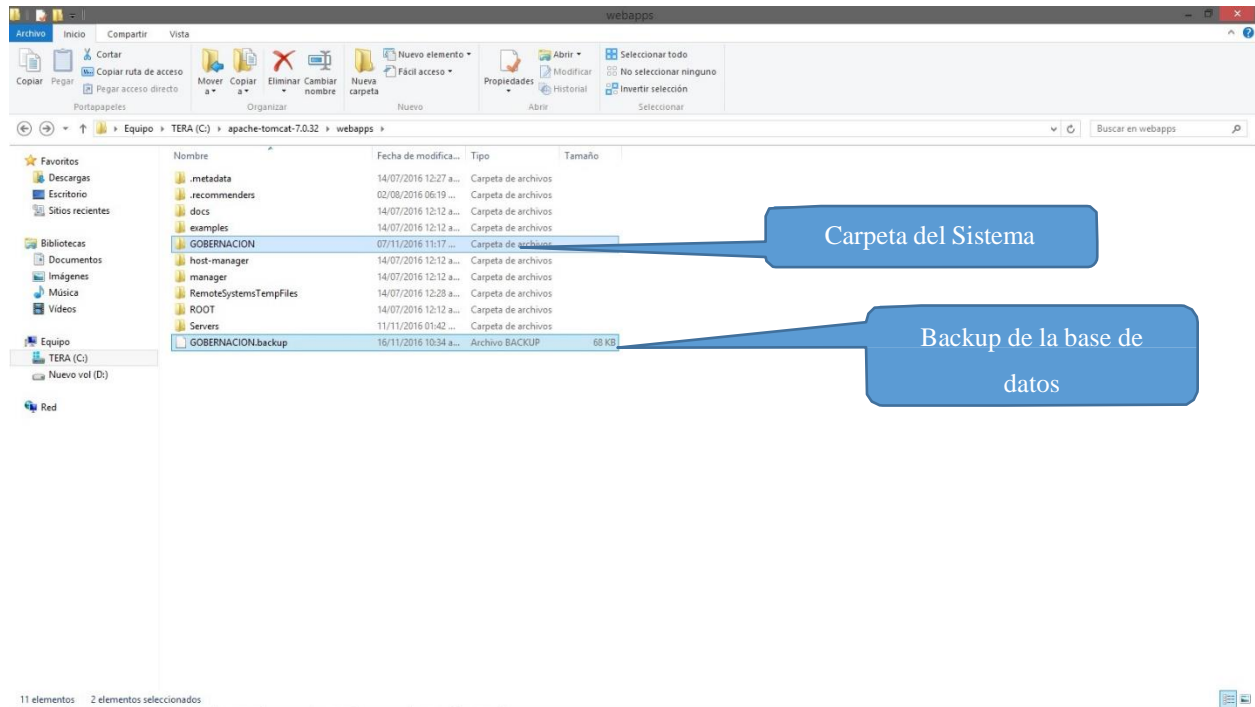 webapps
Archivo Inicio Compartir Vista
Copiar
Pegar
Cortar
Copiar ruta de acceso
Pegar acceso directo
Portapapeles
Mover a
Copiar a
Eliminar
Cambiar nombre
Organizar
Nueva carpeta
Nuevo elemento
Fácil acceso
Nuevo
Propiedades
Abrir
Modificar
Historial
Abrir
Seleccionar todo
No seleccionar ninguno
Invertir selección
Seleccionar
Equipo TERA (C:) apache-tomcat-7.0.32 webapps
Buscar en webapps
Favoritos
Descargas
Escritorio
Sitios recientes
Bibliotecas
Documentos
Imágenes
Música
Vídeos
Equipo
TERA (C:)
Nuevo vol (D:)
Red
Nombre Fecha de modifica... Tipo Tamaño
.metadata 14/07/2016 12:27 a... Carpeta de archivos
.recommenders 02/08/2016 06:19 ... Carpeta de archivos
docs 14/07/2016 12:12 a... Carpeta de archivos
examples 14/07/2016 12:12 a... Carpeta de archivos
GOBERNACION 07/11/2016 11:17 ... Carpeta de archivos
host-manager 14/07/2016 12:12 a... Carpeta de archivos
manager 14/07/2016 12:12 a... Carpeta de archivos
RemoteSystemsTempFiles 14/07/2016 12:28 a... Carpeta de archivos
ROOT 14/07/2016 12:12 a... Carpeta de archivos
Servers 11/11/2016 01:42 ... Carpeta de archivos
GOBERNACION.backup 16/11/2016 10:34 a... Archivo BACKUP 68 KB
Carpeta del Sistema
Backup de la base de
datos
11 elementos 2 elementos seleccionados